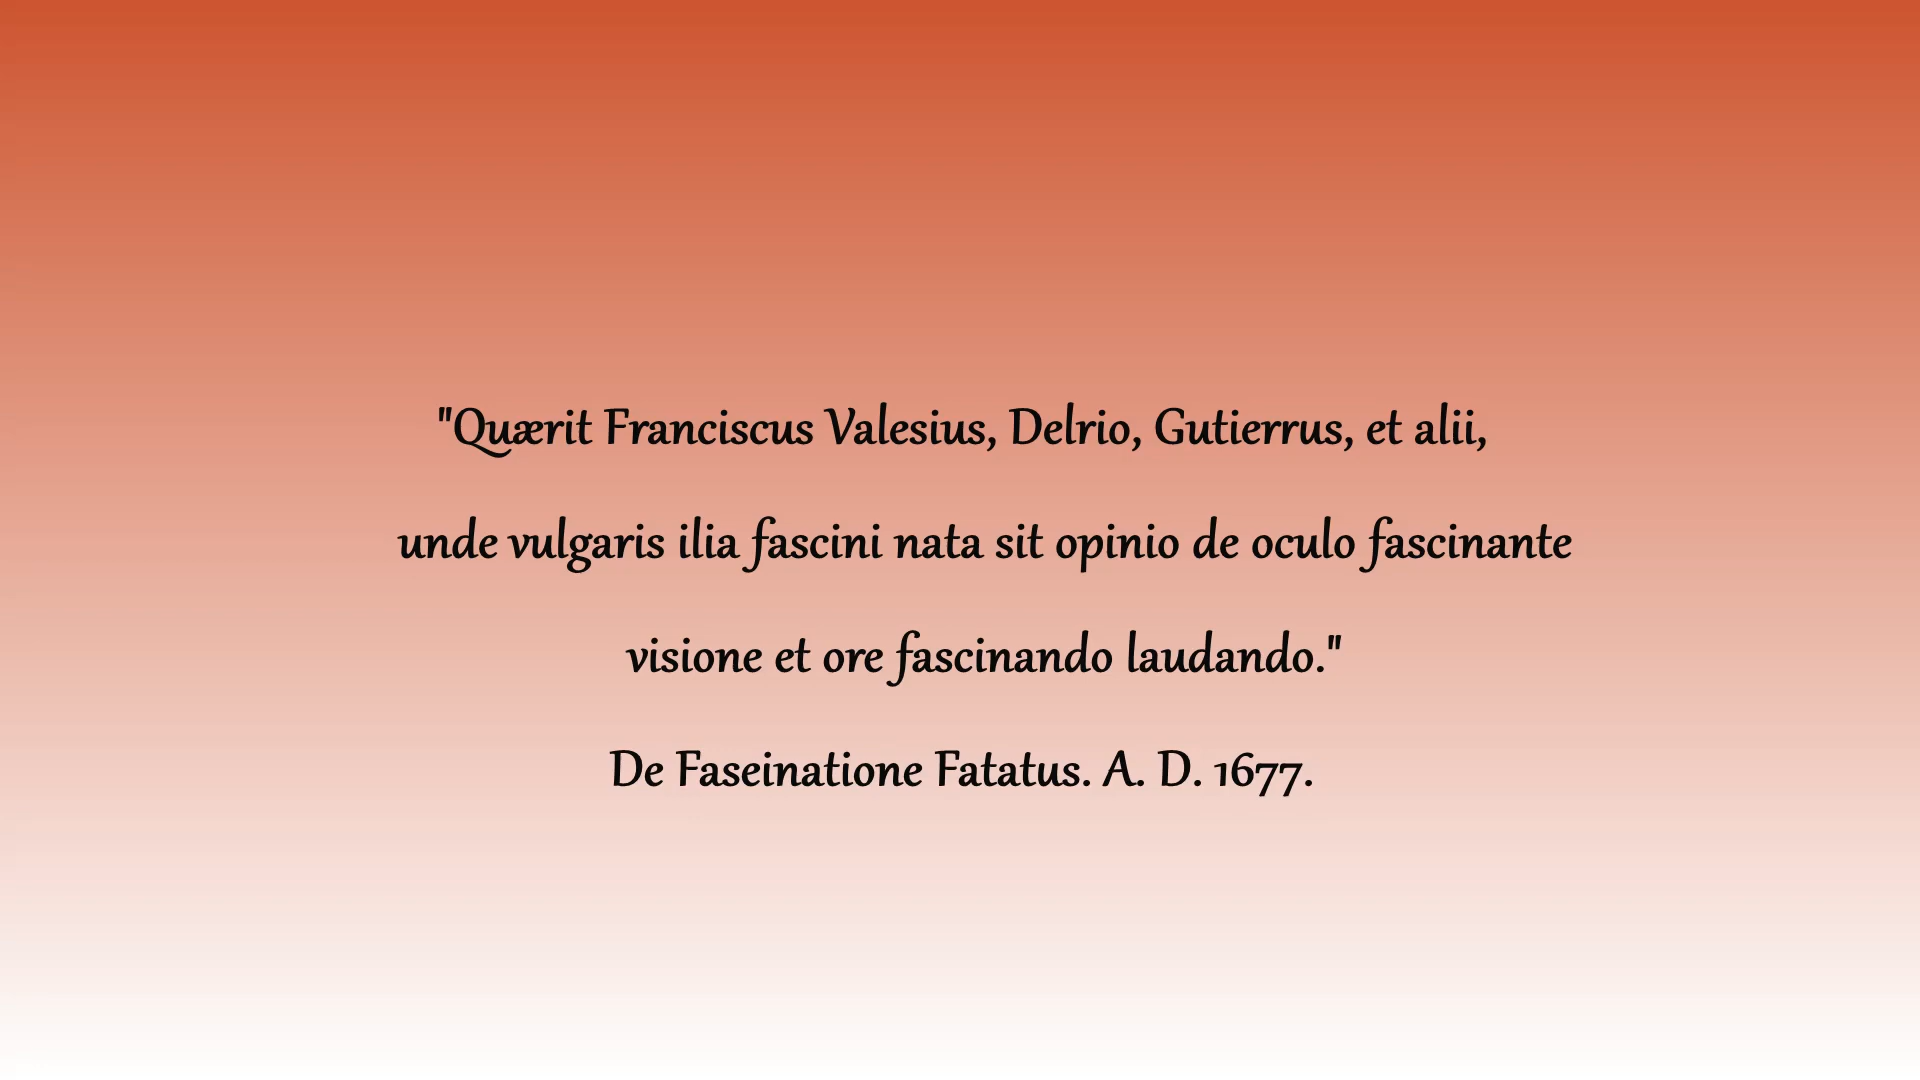 "Quærit Franciscus Valesius, Delrio, Gutierrus, et alii,
unde vulgaris ilia fascini nata sit opinio de oculo fascinante
visione et ore fascinando laudando."
De Faseinatione Fatatus. A. D. 1677.